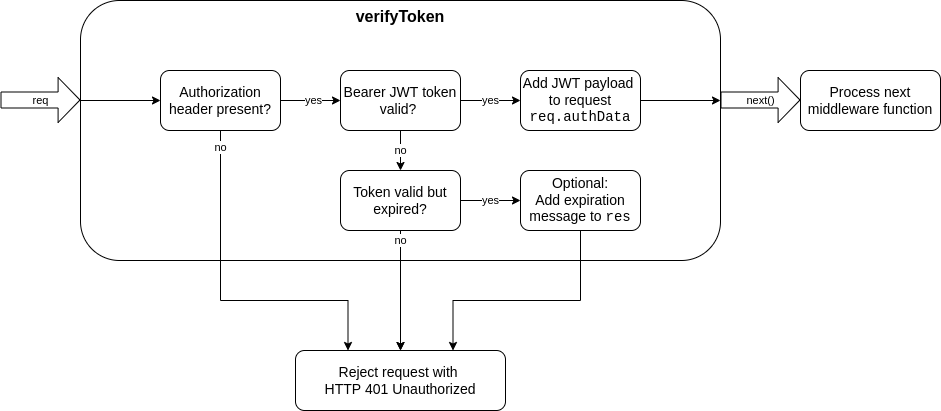 verifyToken
req
Authorization
header present?
yes
Bearer JWT token
valid?
yes
Add JWT payload
to request
req.authData
next()
Process next
middleware function
no
no
Token valid but
expired?
yes
Optional:
Add expiration
message to res
no
Reject request with
HTTP 401 Unauthorized